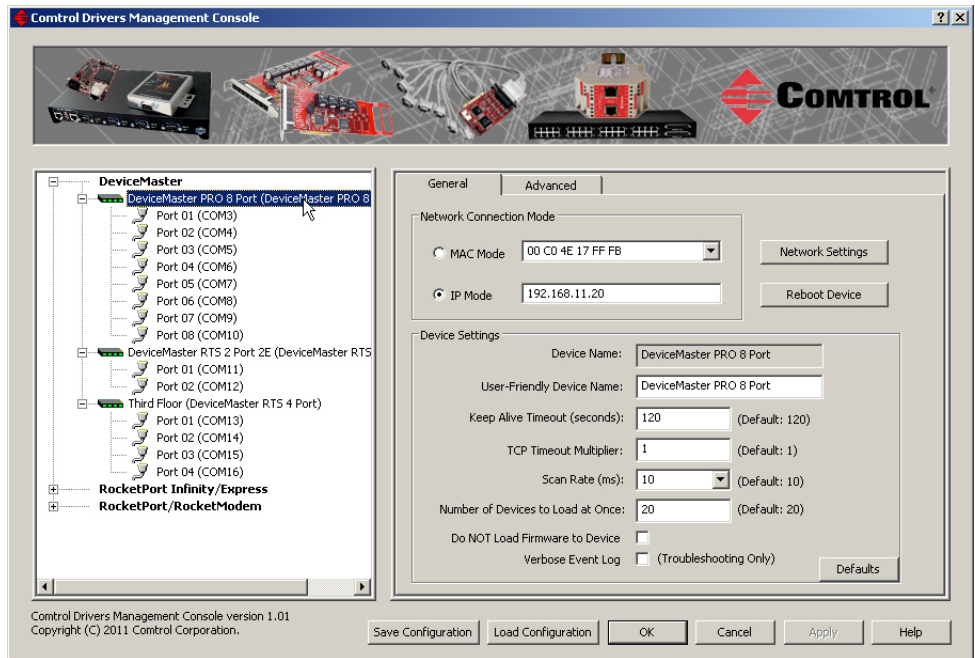 Comtrol Drivers Management Console
COMTROL
DeviceMaster
DeviceMaster PRO 8 Port (DeviceMaster PRO 8
Port 01 (COM3)
Port 02 (COM4)
Port 03 (COM5)
Port 04 (COM6)
Port 05 (COM7)
Port 06 (COM8)
Port 07 (COM9)
Port 08 (COM10)
DeviceMaster RTS 2 Port 2E (DeviceMaster RTS
Port 01 (COM11)
Port 02 (COM12)
Third Floor (DeviceMaster RTS 4 Port)
Port 01 (COM13)
Port 02 (COM14)
Port 03 (COM15)
Port 04 (COM16)
RocketPort Infinity/Express
RocketPort/RocketModem
General Advanced
Network Connection Mode
MAC Mode 00 C0 4E 17 FF FB Network Settings
IP Mode 192.168.11.20 Reboot Device
Device Settings
Device Name: DeviceMaster PRO 8 Port
User-Friendly Device Name: DeviceMaster PRO 8 Port
Keep Alive Timeout (seconds): 120 (Default: 120)
TCP Timeout Multiplier: 1 (Default: 1)
Scan Rate (ms): 10 (Default: 10)
Number of Devices to Load at Once: 20 (Default: 20)
Do NOT Load Firmware to Device
Verbose Event Log (Troubleshooting Only)
Defaults
Comtrol Drivers Management Console version 1.01
Copyright (C) 2011 Comtrol Corporation.
Save Configuration Load Configuration OK Cancel Apply Help